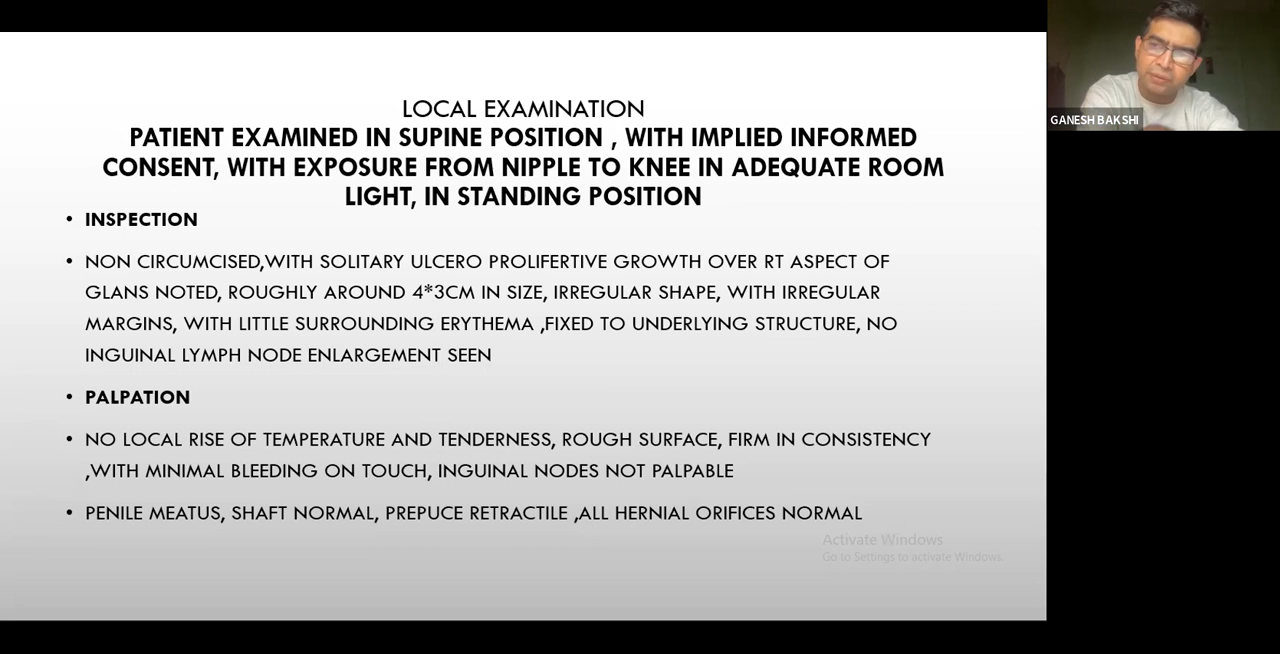 LOCAL EXAMINATION
PATIENT EXAMINED IN SUPINE POSITION , WITH IMPLIED INFORMED
CONSENT, WITH EXPOSURE FROM NIPPLE TO KNEE IN ADEQUATE ROOM
LIGHT, IN STANDING POSITION
• INSPECTION
• NON CIRCUMCISED,WITH SOLITARY ULCERO PROLIFERTIVE GROWTH OVER RT ASPECT OF
GLANS NOTED, ROUGHLY AROUND 4*3CM IN SIZE, IRREGULAR SHAPE, WITH IRREGULAR
MARGINS, WITH LITTLE SURROUNDING ERYTHEMA ,FIXED TO UNDERLYING STRUCTURE, NO
INGUINAL LYMPH NODE ENLARGEMENT SEEN
• PALPATION
• NO LOCAL RISE OF TEMPERATURE AND TENDERNESS, ROUGH SURFACE, FIRM IN CONSISTENCY
,WITH MINIMAL BLEEDING ON TOUCH, INGUINAL NODES NOT PALPABLE
• PENILE MEATUS, SHAFT NORMAL, PREPUCE RETRACTILE ,ALL HERNIAL ORIFICES NORMAL
Activate Windows
Go to Settings to activate Windows.
GANESH BAKSHI